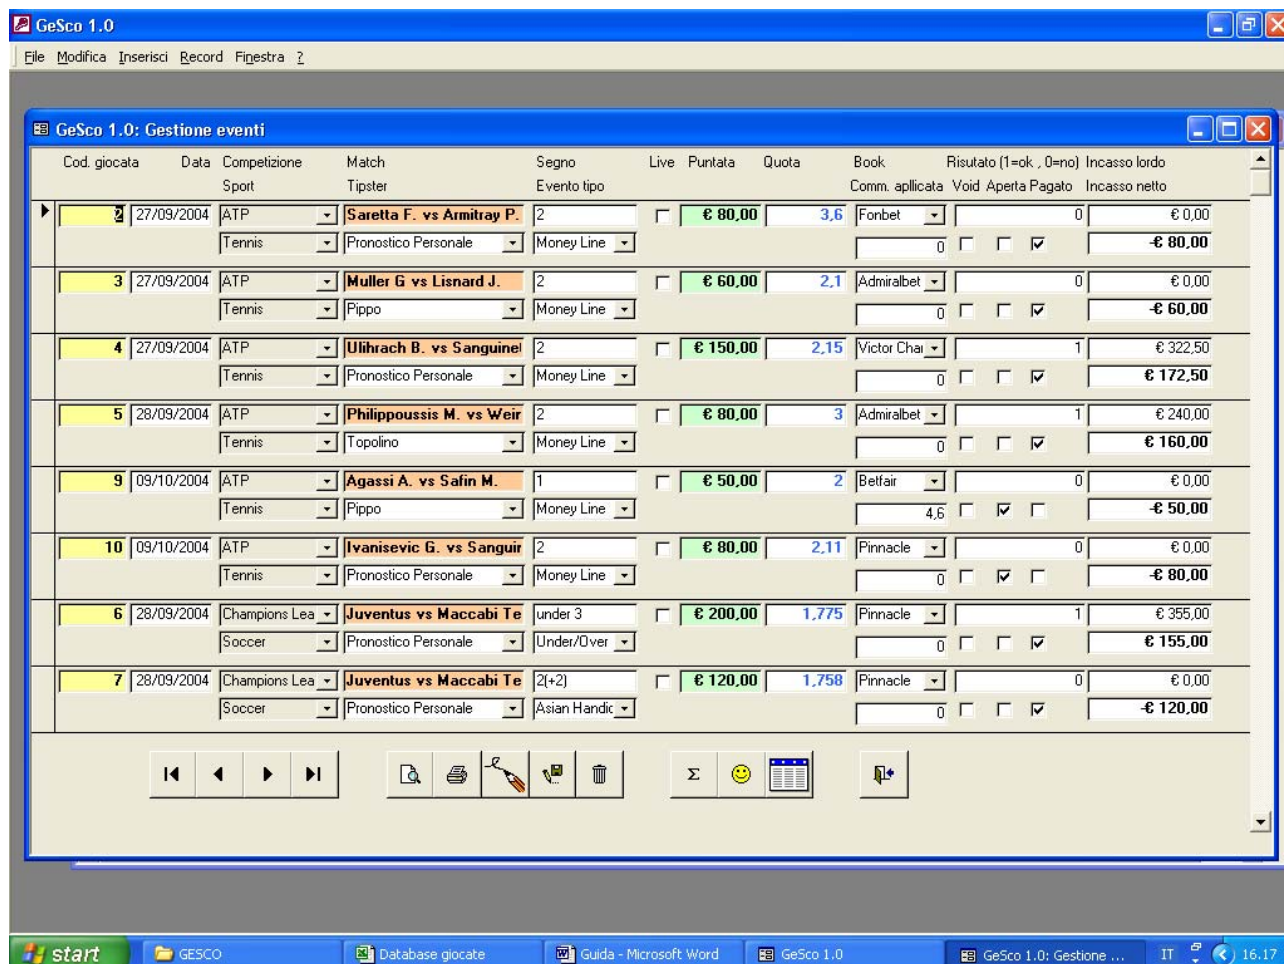 GeSco 1.0
File Modifica Inserisci Record Finestra ?
GeSco 1.0: Gestione eventi
Cod. giocata Data Competizione Match Segno Live Puntata Quota Book Risutato (1=ok , 0=no) Incasso lordo
Sport Tipster Evento tipo Comm. apllicata Void Aperta Pagato Incasso netto
2 27/09/2004 ATP Saretta F. vs Armitray P. 2 € 80,00 3,6 Fonbet 0 € 0,00
Tennis Pronostico Personale Money Line 0 -€ 80,00
3 27/09/2004 ATP Muller G vs Lisnard J. 2 € 60,00 2,1 Admiralbet 0 € 0,00
Tennis Pippo Money Line 0 -€ 60,00
4 27/09/2004 ATP Ulihrach B. vs Sanguinet 2 € 150,00 2,15 Victor Char 1 € 322,50
Tennis Pronostico Personale Money Line 0 € 172,50
5 28/09/2004 ATP Philippoussis M. vs Weir 2 € 80,00 3 Admiralbet 1 € 240,00
Tennis Topolino Money Line 0 € 160,00
9 09/10/2004 ATP Agassi A. vs Safin M. 1 € 50,00 2 Betfair 0 € 0,00
Tennis Pippo Money Line 4,6 -€ 50,00
10 09/10/2004 ATP Ivanisevic G. vs Sanguir 2 € 80,00 2,11 Pinnacle 0 € 0,00
Tennis Pronostico Personale Money Line 0 -€ 80,00
6 28/09/2004 Champions Lea Juventus vs Maccabi Te under 3 € 200,00 1,775 Pinnacle 1 € 355,00
Soccer Pronostico Personale Under/Over 0 € 155,00
7 28/09/2004 Champions Lea Juventus vs Maccabi Te 2(+2) € 120,00 1,758 Pinnacle 0 € 0,00
Soccer Pronostico Personale Asian Handic 0 -€ 120,00
Σ
start GESCO Database giocate Guida - Microsoft Word GeSco 1.0 GeSco 1.0: Gestione ... IT 16.17